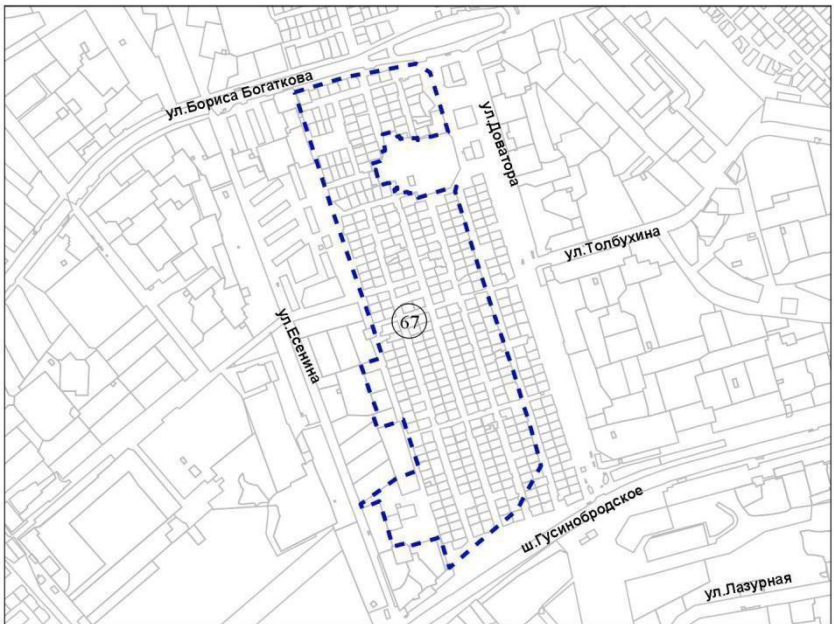 ул.Бориса Богаткова
ул.Доватора
ул.Толбухина
ул.Есенина
67
ш.Гусинобродское
ул.Лазурная